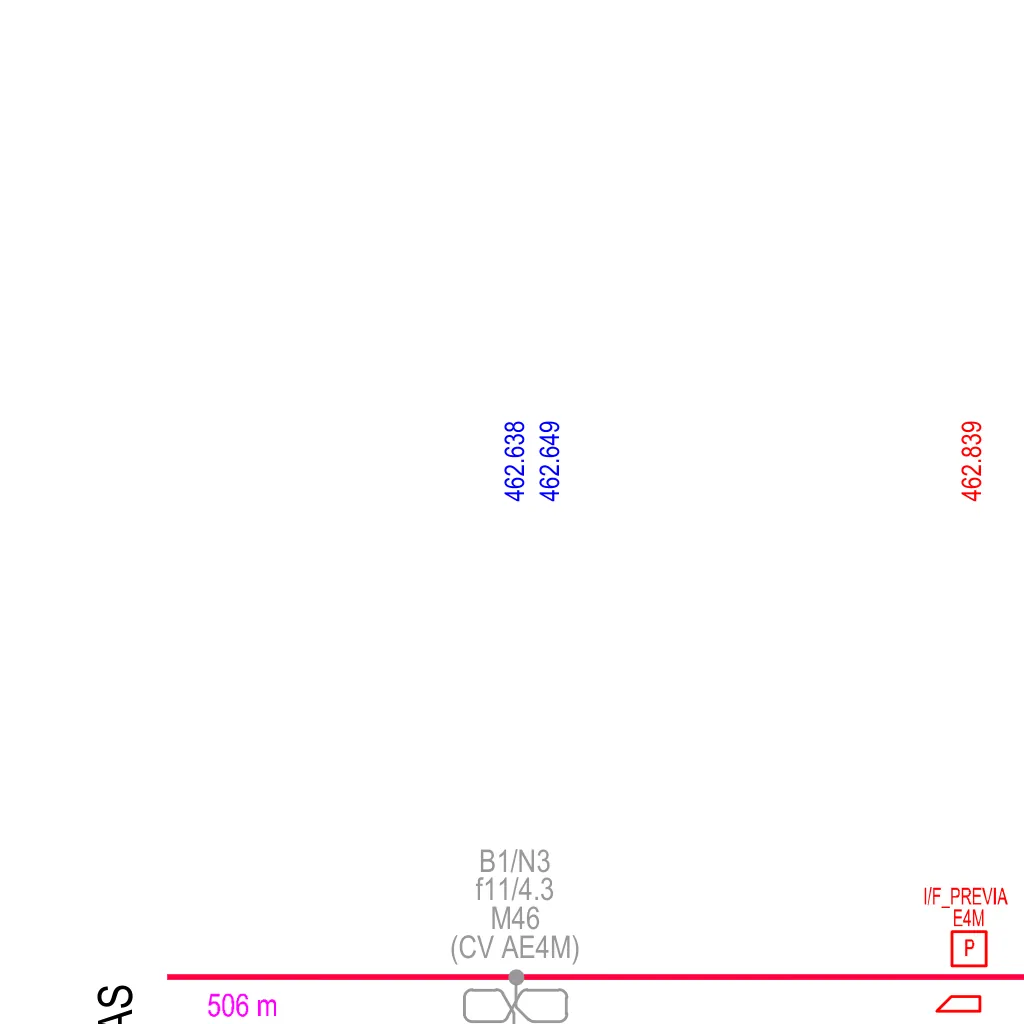 462.638
462.649
462.839
B1/N3
f11/4.3
M46
(CV AE4M)
I/F_PREVIA
E4M
P
506 m